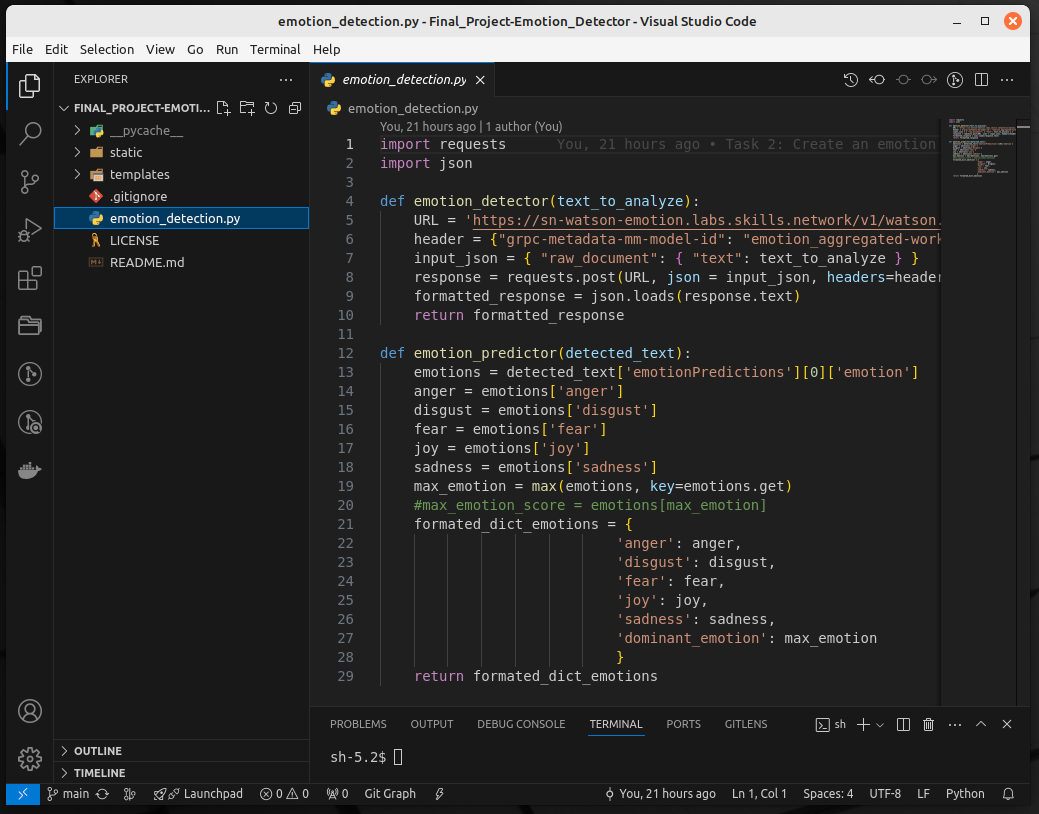 emotion_detection.py - Final_Project-Emotion_Detector - Visual Studio Code
File Edit Selection View Go Run Terminal Help
EXPLORER
FINAL_PROJECT-EMOTI...
__pycache__
static
templates
.gitignore
emotion_detection.py
LICENSE
README.md
OUTLINE
TIMELINE
emotion_detection.py
emotion_detection.py
You, 21 hours ago | 1 author (You)
1 import requests You, 21 hours ago • Task 2: Create an emotion
2 import json
3
4 def emotion_detector(text_to_analyze):
5 URL = 'https://sn-watson-emotion.labs.skills.network/v1/watson.
6 header = {"grpc-metadata-mm-model-id": "emotion_aggregated-work
7 input_json = { "raw_document": { "text": text_to_analyze } }
8 response = requests.post(URL, json = input_json, headers=header
9 formatted_response = json.loads(response.text)
10 return formatted_response
11
12 def emotion_predictor(detected_text):
13 emotions = detected_text['emotionPredictions'][0]['emotion']
14 anger = emotions['anger']
15 disgust = emotions['disgust']
16 fear = emotions['fear']
17 joy = emotions['joy']
18 sadness = emotions['sadness']
19 max_emotion = max(emotions, key=emotions.get)
20 #max_emotion_score = emotions[max_emotion]
21 formated_dict_emotions = {
22 'anger': anger,
23 'disgust': disgust,
24 'fear': fear,
25 'joy': joy,
26 'sadness': sadness,
27 'dominant_emotion': max_emotion
28 }
29 return formated_dict_emotions
PROBLEMS OUTPUT DEBUG CONSOLE TERMINAL PORTS GITLENS
sh
sh-5.2$
main Launchpad 0 0 0 Git Graph You, 21 hours ago Ln 1, Col 1 Spaces: 4 UTF-8 LF Python